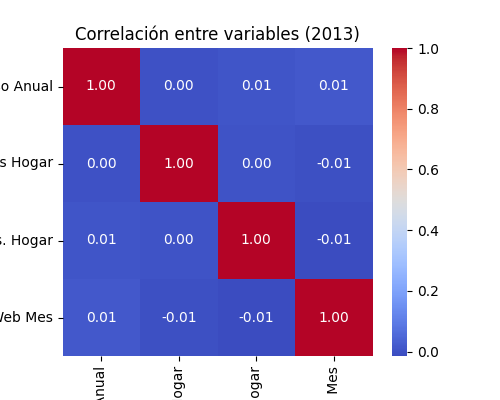 Correlación entre variables (2013)
o Anual 1.00 0.00 0.01 0.01
s Hogar 0.00 1.00 0.00 -0.01
s. Hogar 0.01 0.00 1.00 -0.01
Web Mes 0.01 -0.01 -0.01 1.00
Anual
ogar
ogar
Mes
1.0
0.8
0.6
0.4
0.2
0.0